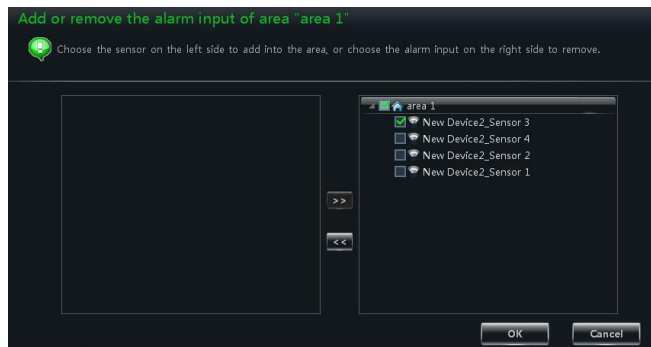 Add or remove the alarm input of area "area 1"
Choose the sensor on the left side to add into the area, or choose the alarm input on the right side to remove.
area 1
New Device2_Sensor 3
New Device2_Sensor 4
New Device2_Sensor 2
New Device2_Sensor 1
>>
<<
OK Cancel